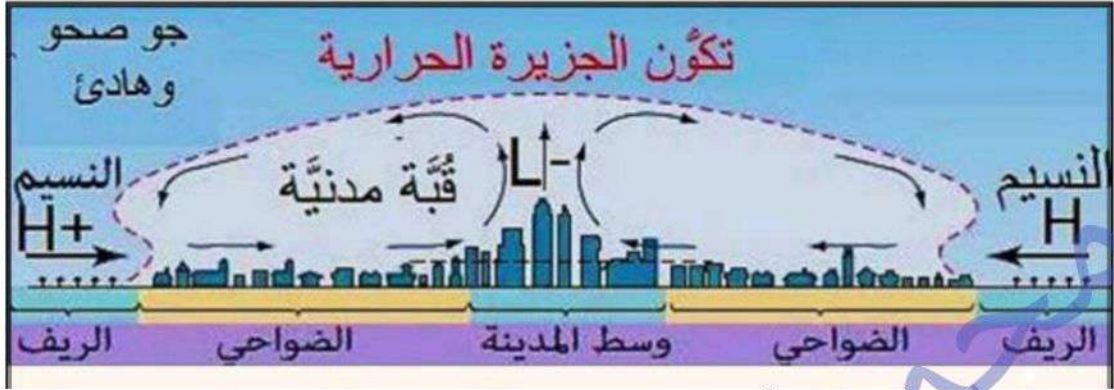 جو صحو
وهادئ
تكوُّن الجزيرة الحرارية
النسيم
H+
قُبَّة مدنيَّة
L-
النسيم
H
الريف
الضواحي
وسط المدينة
الضواحي
الريف